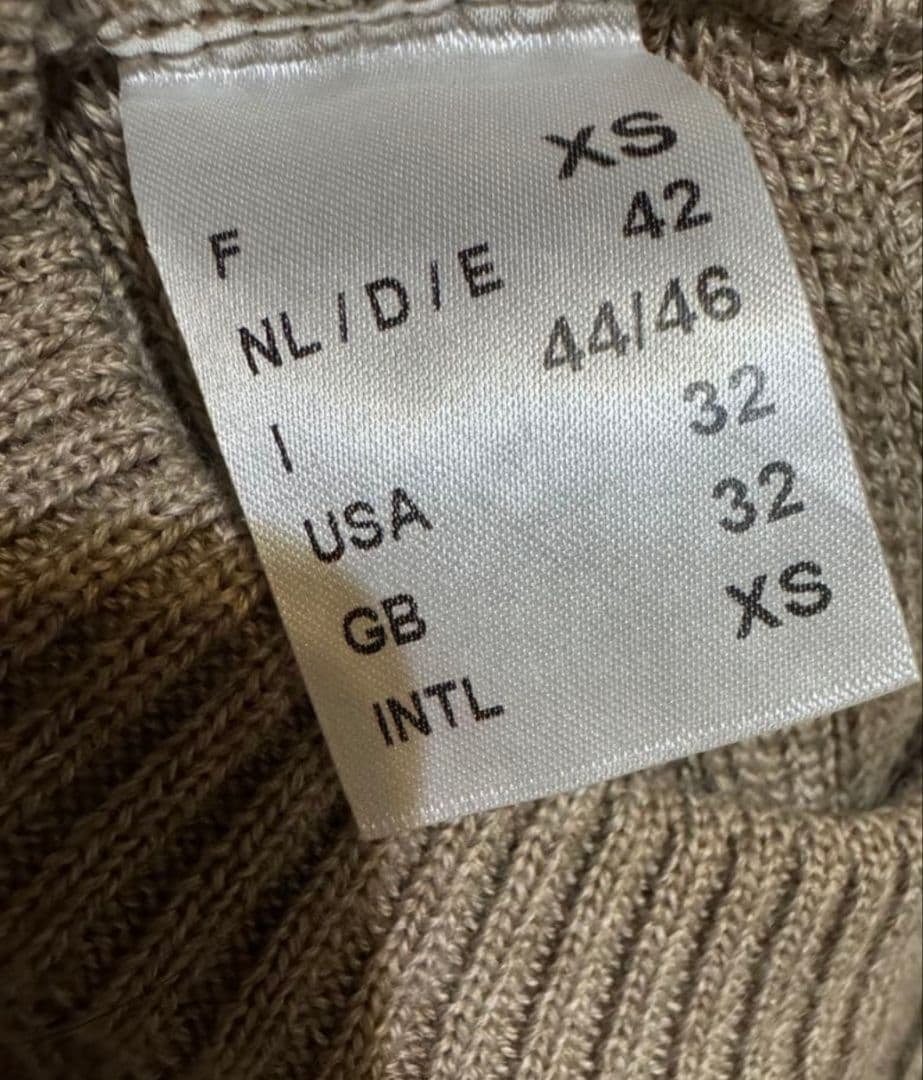 F XS
NL / D / E 42
I 44/46
USA 32
GB 32
INTL XS